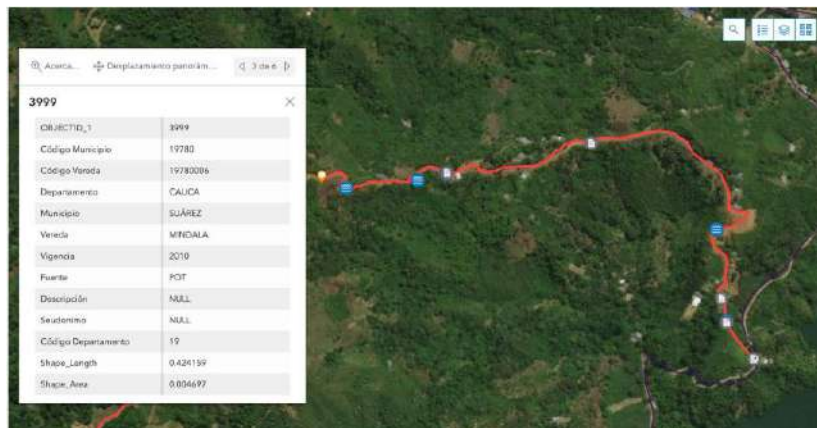 Acerca... Desplazamiento panorám... 3 de 6
3999
OBJECTID_1 3999
Código Municipio 19780
Código Vereda 19780006
Departamento CAUCA
Municipio SUÁREZ
Vereda MINDALA
Vigencia 2010
Fuente POT
Descripción NULL
Seudonimo NULL
Código Departamento 19
Shape_Length 0.424159
Shape_Area 0.004697